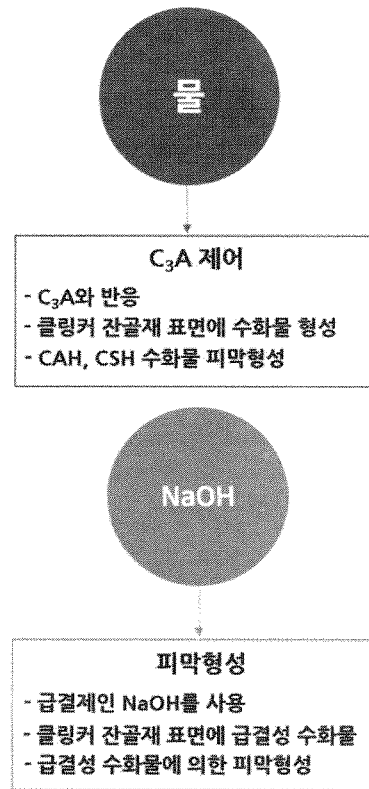 물
C₃A 제어
- C₃A와 반응
- 클링커 잔골재 표면에 수화물 형성
- CAH, CSH 수화물 피막형성
NaOH
피막형성
- 급결제인 NaOH를 사용
- 클링커 잔골재 표면에 급결성 수화물
- 급결성 수화물에 의한 피막형성